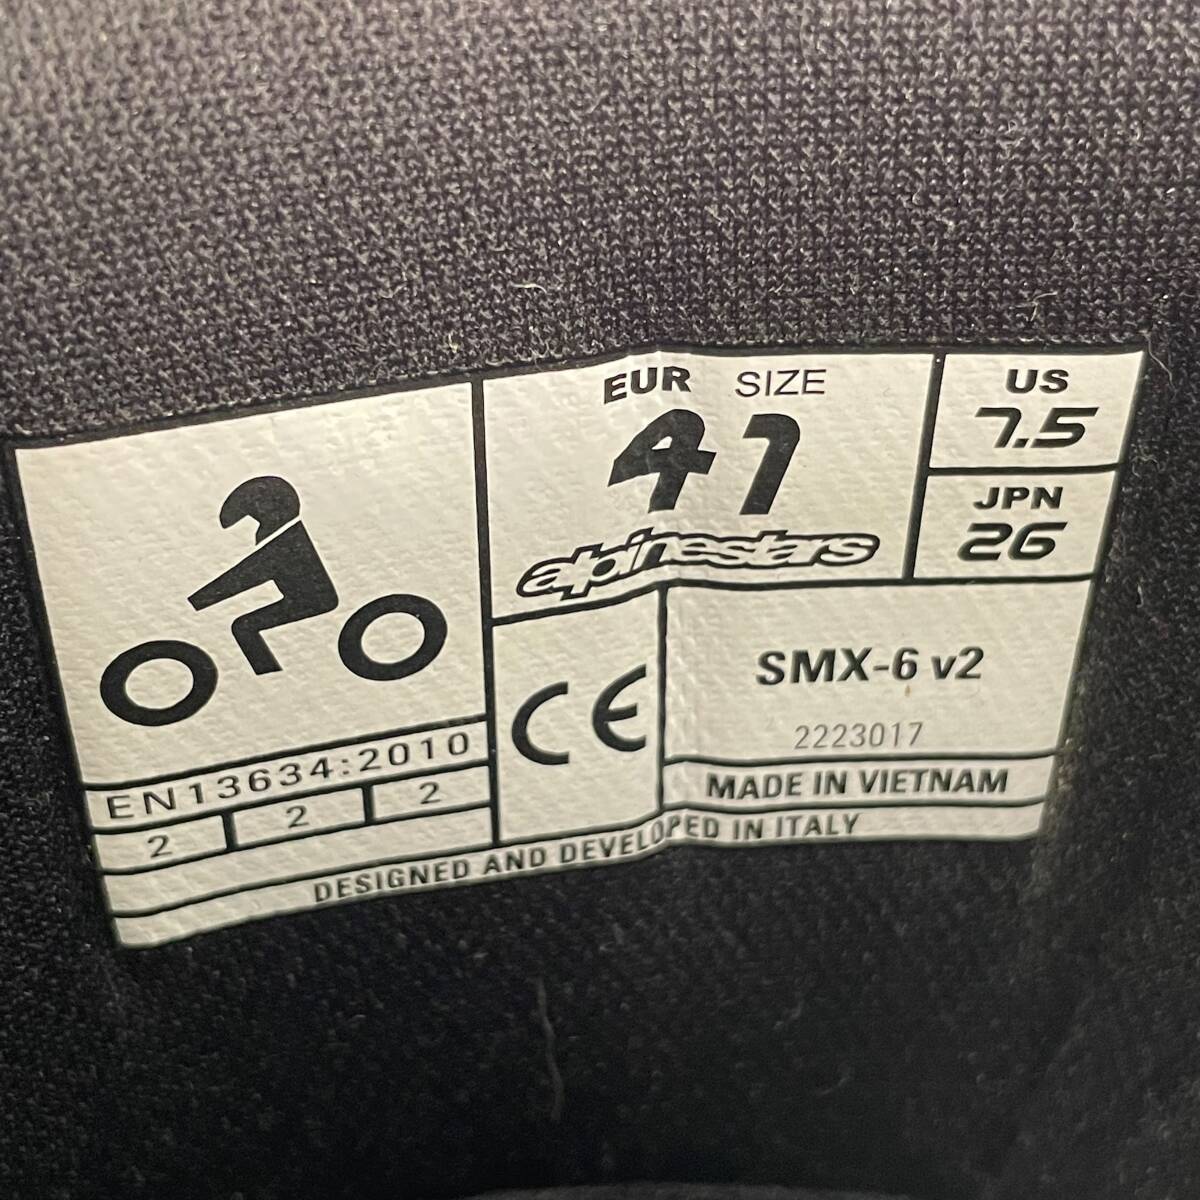 EUR SIZE
41
alpinestars
US
7.5
JPN
26
CE
SMX-6 v2
2223017
MADE IN VIETNAM
EN13634:2010
2 2 2
DESIGNED AND DEVELOPED IN ITALY